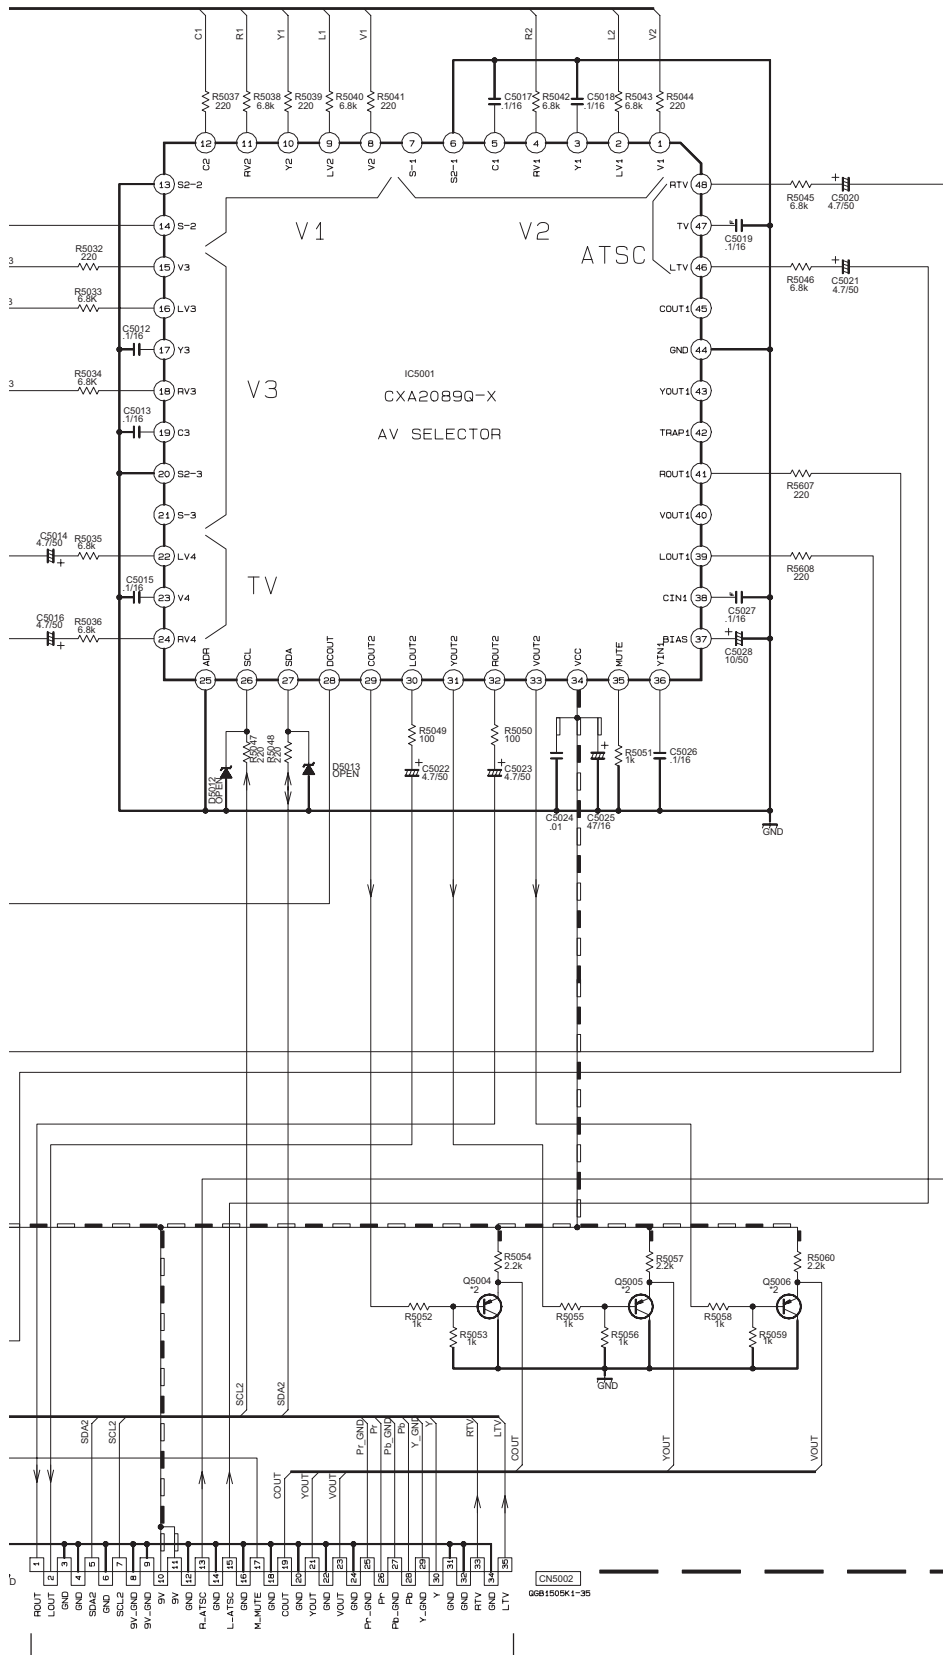 C1
R1
Y1
L1
V1
R2
L2
V2
R5037
220
R5038
6.8k
R5039
220
R5040
6.8k
R5041
220
C5017
.1/16
R5042
6.8k
C5018
.1/16
R5043
6.8k
R5044
220
12
11
10
9
8
7
6
5
4
3
2
1
C2
RV2
Y2
LV2
V2
S-1
S2-1
C1
RV1
Y1
LV1
V1
13 S2-2
14 S-2
15 V3
16 LV3
17 Y3
18 RV3
19 C3
20 S2-3
21 S-3
22 LV4
23 V4
24 RV4
3
R5032
220
3
R5033
6.8K
C5012
.1/16
3
R5034
6.8K
C5013
.1/16
C5014
4.7/50
+
R5035
6.8k
C5015
.1/16
C5016
4.7/50
+
R5036
6.8k
V1
V2
ATSC
V3
TV
IC5001
CXA2089Q-X
AV SELECTOR
RTV 48
TV 47
LTV 46
COUT1 45
GND 44
YOUT1 43
TRAP1 42
ROUT1 41
VOUT1 40
LOUT1 39
CIN1 38
BIAS 37
R5045
6.8k
+
C5020
4.7/50
C5019
.1/16
R5046
6.8k
+
C5021
4.7/50
R5607
220
R5608
220
C5027
.1/16
+
C5028
10/50
ADR
SCL
SDA
DCOUT
COUT2
LOUT2
YOUT2
ROUT2
VOUT2
VCC
MUTE
YIN1
25
26
27
28
29
30
31
32
33
34
35
36
D5012
OPEN
R5047
220
R5048
220
D5013
OPEN
R5049
100
+
C5022
4.7/50
R5050
100
+
C5023
4.7/50
C5024
.01
+
C5025
47/16
R5051
1k
C5026
.1/16
GND
R5054
2.2k
Q5004
*2
R5052
1k
R5053
1k
R5057
2.2k
Q5005
*2
R5055
1k
R5056
1k
R5060
2.2k
Q5006
*2
R5058
1k
R5059
1k
GND
SCL2
SDA2
SDA2
SCL2
Pr_GND
Pr
Pb_GND
Pb
Y_GND
Y
RTV
LTV
COUT
YOUT
VOUT
COUT
YOUT
VOUT
D
1
2
3
4
5
6
7
8
9
10
11
12
13
14
15
16
17
18
19
20
21
22
23
24
25
26
27
28
29
30
31
32
33
34
35
ROUT
LOUT
GND
GND
SDA2
GND
SCL2
9V_GND
9V_GND
9V
9V
GND
R_ATSC
GND
L_ATSC
GND
M_MUTE
GND
COUT
GND
YOUT
GND
VOUT
GND
Pr_GND
Pr
Pb_GND
Pb
Y_GND
Y
GND
GND
RTV
GND
LTV
CN5002
QGB1505K1-35